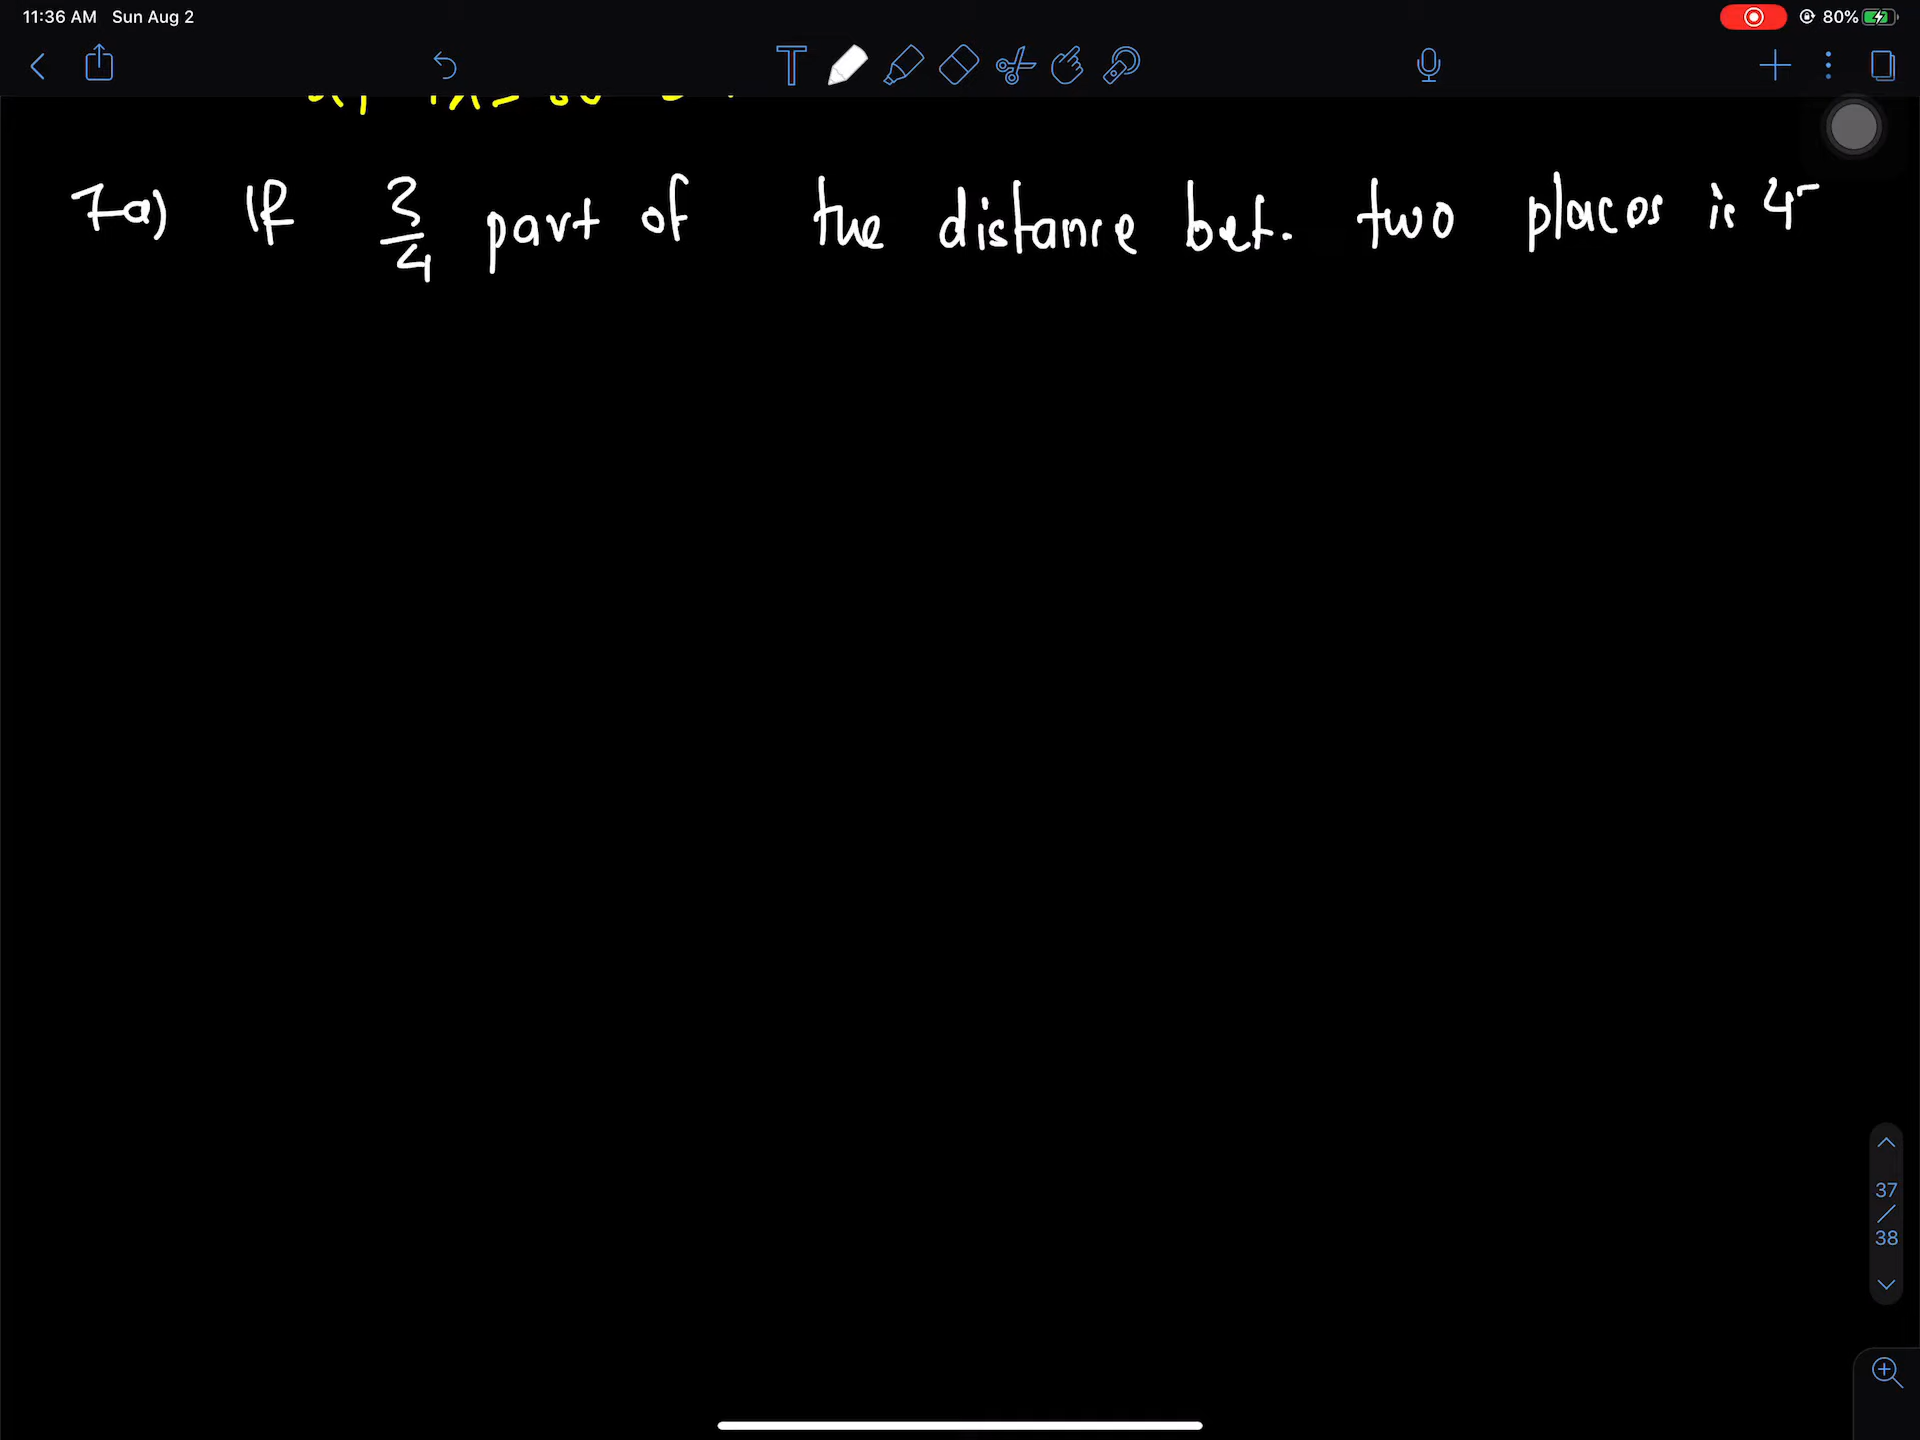 11:36 AM Sun Aug 2
80%
7a) If 3/4 part of the distance bet. two places is 4
37
/
38